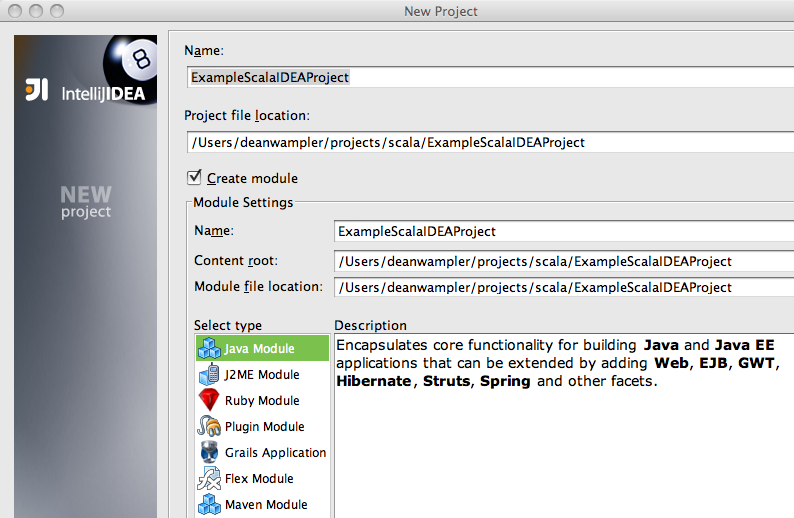 New Project
IntelliJIDEA
NEW
project
Name:
ExampleScalaIDEAProject
Project file location:
/Users/deanwampler/projects/scala/ExampleScalaIDEAProject
Create module
Module Settings
Name:
ExampleScalaIDEAProject
Content root:
/Users/deanwampler/projects/scala/ExampleScalaIDEAProject
Module file location:
/Users/deanwampler/projects/scala/ExampleScalaIDEAProject
Select type
Java Module
J2ME Module
Ruby Module
Plugin Module
Grails Application
Flex Module
Maven Module
Description
Encapsulates core functionality for building Java and Java EE
applications that can be extended by adding Web, EJB, GWT,
Hibernate, Struts, Spring and other facets.
8